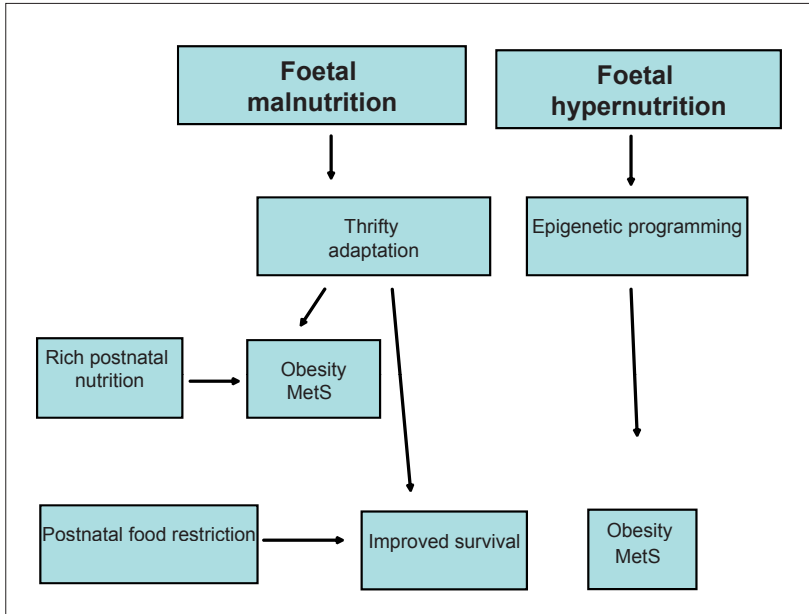 Foetal
malnutrition
Foetal
hypernutrition
Thrifty
adaptation
Epigenetic programming
Rich postnatal
nutrition
Obesity
MetS
Postnatal food restriction
Improved survival
Obesity
MetS